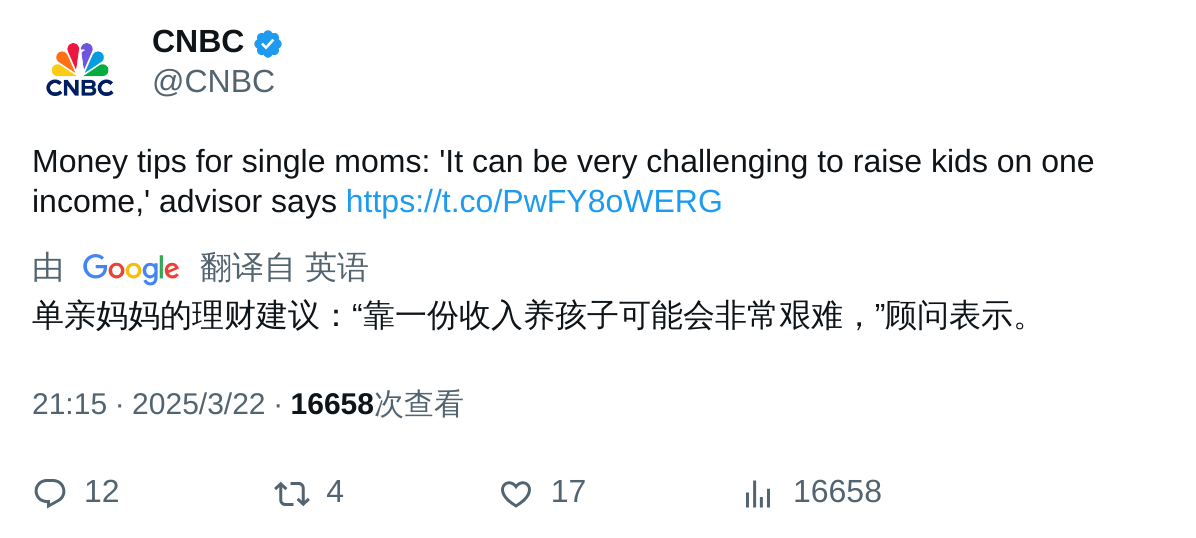 CNBC
CNBC
@CNBC
Money tips for single moms: 'It can be very challenging to raise kids on one
income,' advisor says https://t.co/PwFY8oWERG
由 Google 翻译自 英语
单亲妈妈的理财建议：“靠一份收入养孩子可能会非常艰难，”顾问表示。
21:15 · 2025/3/22 · 16658次查看
12 4 17 16658